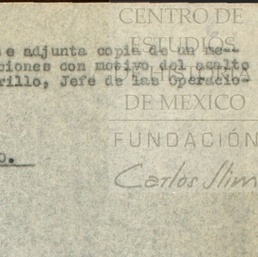 CENTRO DE
ESTUDIOS
e adjunta copia de un me--
ciones con motivo del asalto
rillo, Jefe de las Operacio-
DE MEXICO
FUNDACIÓN
o.
Carlos Slim